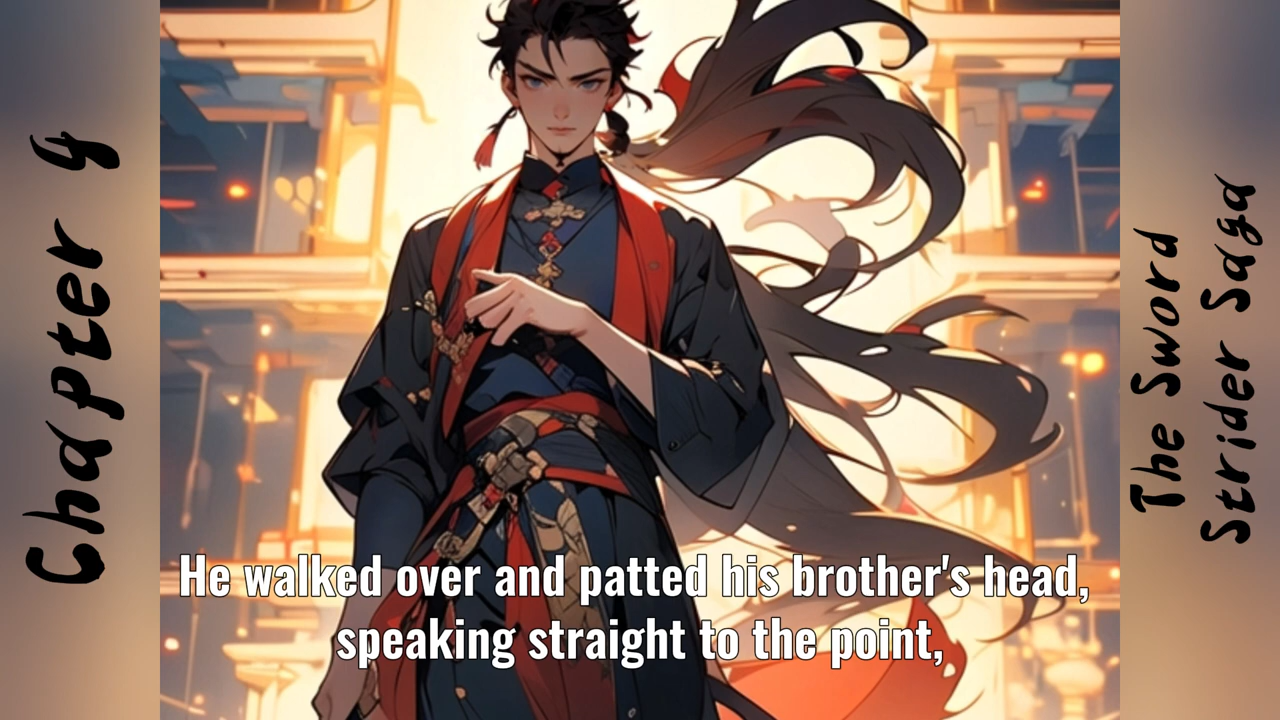 Chapter 4
He walked over and patted his brother's head,
speaking straight to the point,
The Sword
Strider Saga